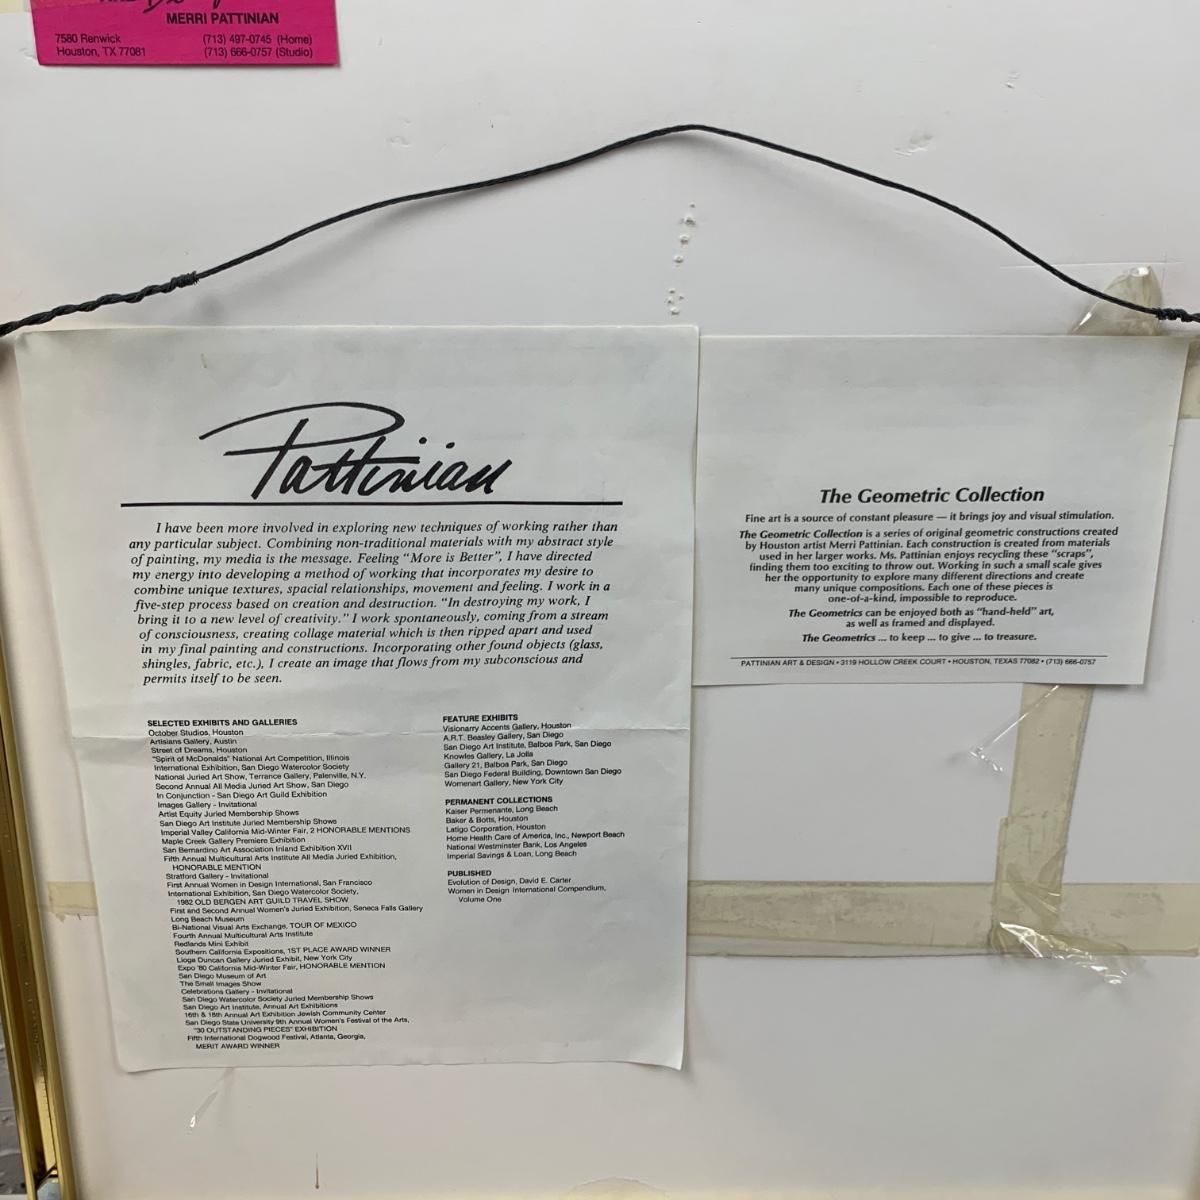 MERRI PATTINIAN
7580 Renwick
Houston, TX 77081
(713) 497-0745 (Home)
(713) 666-0757 (Studio)
Pattinian
I have been more involved in exploring new techniques of working rather than
any particular subject. Combining non-traditional materials with my abstract style
of painting, my media is the message. Feeling “More is Better”, I have directed
my energy into developing a method of working that incorporates my desire to
combine unique textures, spacial relationships, movement and feeling. I work in a
five-step process based on creation and destruction. “In destroying my work, I
bring it to a new level of creativity.” I work spontaneously, coming from a stream
of consciousness, creating collage material which is then ripped apart and used
in my final painting and constructions. Incorporating other found objects (glass,
shingles, fabric, etc.), I create an image that flows from my subconscious and
permits itself to be seen.
SELECTED EXHIBITS AND GALLERIES
October Studios, Houston
Artisians Gallery, Austin
Street of Dreams, Houston
"Spirit of McDonalds" National Art Competition, Illinois
International Exhibition, San Diego Watercolor Society
National Juried Art Show, Terrance Gallery, Palenville, N.Y.
Second Annual All Media Juried Art Show, San Diego
In Conjunction - San Diego Art Guild Exhibition
Images Gallery - Invitational
Artist Equity Juried Membership Shows
San Diego Art Institute Juried Membership Shows
Imperial Valley California Mid-Winter Fair, 2 HONORABLE MENTIONS
Maple Creek Gallery Premiere Exhibition
San Bernardino Art Association Inland Exhibition XVII
Fifth Annual Multicultural Arts Institute All Media Juried Exhibition,
HONORABLE MENTION
Stratford Gallery - Invitational
First Annual Women in Design International, San Francisco
International Exhibition, San Diego Watercolor Society,
1982 OLD BERGEN ART GUILD TRAVEL SHOW
First and Second Annual Women's Juried Exhibition, Seneca Falls Gallery
Long Beach Museum
Bi-National Visual Arts Exchange, TOUR OF MEXICO
Fourth Annual Multicultural Arts Institute
Redlands Mini Exhibit
Southern California Expositions, 1ST PLACE AWARD WINNER
Lioga Duncan Gallery Juried Exhibit, New York City
Expo '80 California Mid-Winter Fair, HONORABLE MENTION
San Diego Museum of Art
The Small Images Show
Celebrations Gallery - Invitational
San Diego Watercolor Society Juried Membership Shows
San Diego Art Institute, Annual Art Exhibitions
16th & 18th Annual Art Exhibition Jewish Community Center
San Diego State University 9th Annual Women's Festival of the Arts,
"30 OUTSTANDING PIECES" EXHIBITION
Fifth International Dogwood Festival, Atlanta, Georgia,
MERIT AWARD WINNER
FEATURE EXHIBITS
Visionarry Accents Gallery, Houston
A.R.T. Beasley Gallery, San Diego
San Diego Art Institute, Balboa Park, San Diego
Knowles Gallery, La Jolla
Gallery 21, Balboa Park, San Diego
San Diego Federal Building, Downtown San Diego
Womenart Gallery, New York City
PERMANENT COLLECTIONS
Kaiser Permanente, Long Beach
Baker & Botts, Houston
Latigo Corporation, Houston
Home Health Care of America, Inc., Newport Beach
National Westminster Bank, Los Angeles
Imperial Savings & Loan, Long Beach
PUBLISHED
Evolution of Design, David E. Carter
Women in Design International Compendium,
Volume One
The Geometric Collection
Fine art is a source of constant pleasure — it brings joy and visual stimulation.
The Geometric Collection is a series of original geometric constructions created
by Houston artist Merri Pattinian. Each construction is created from materials
used in her larger works. Ms. Pattinian enjoys recycling these “scraps”,
finding them too exciting to throw out. Working in such a small scale gives
her the opportunity to explore many different directions and create
many unique compositions. Each one of these pieces is
one-of-a-kind, impossible to reproduce.
The Geometrics can be enjoyed both as “hand-held” art,
as well as framed and displayed.
The Geometrics ... to keep ... to give ... to treasure.
PATTINIAN ART & DESIGN • 3119 HOLLOW CREEK COURT • HOUSTON, TEXAS 77082 • (713) 666-0757